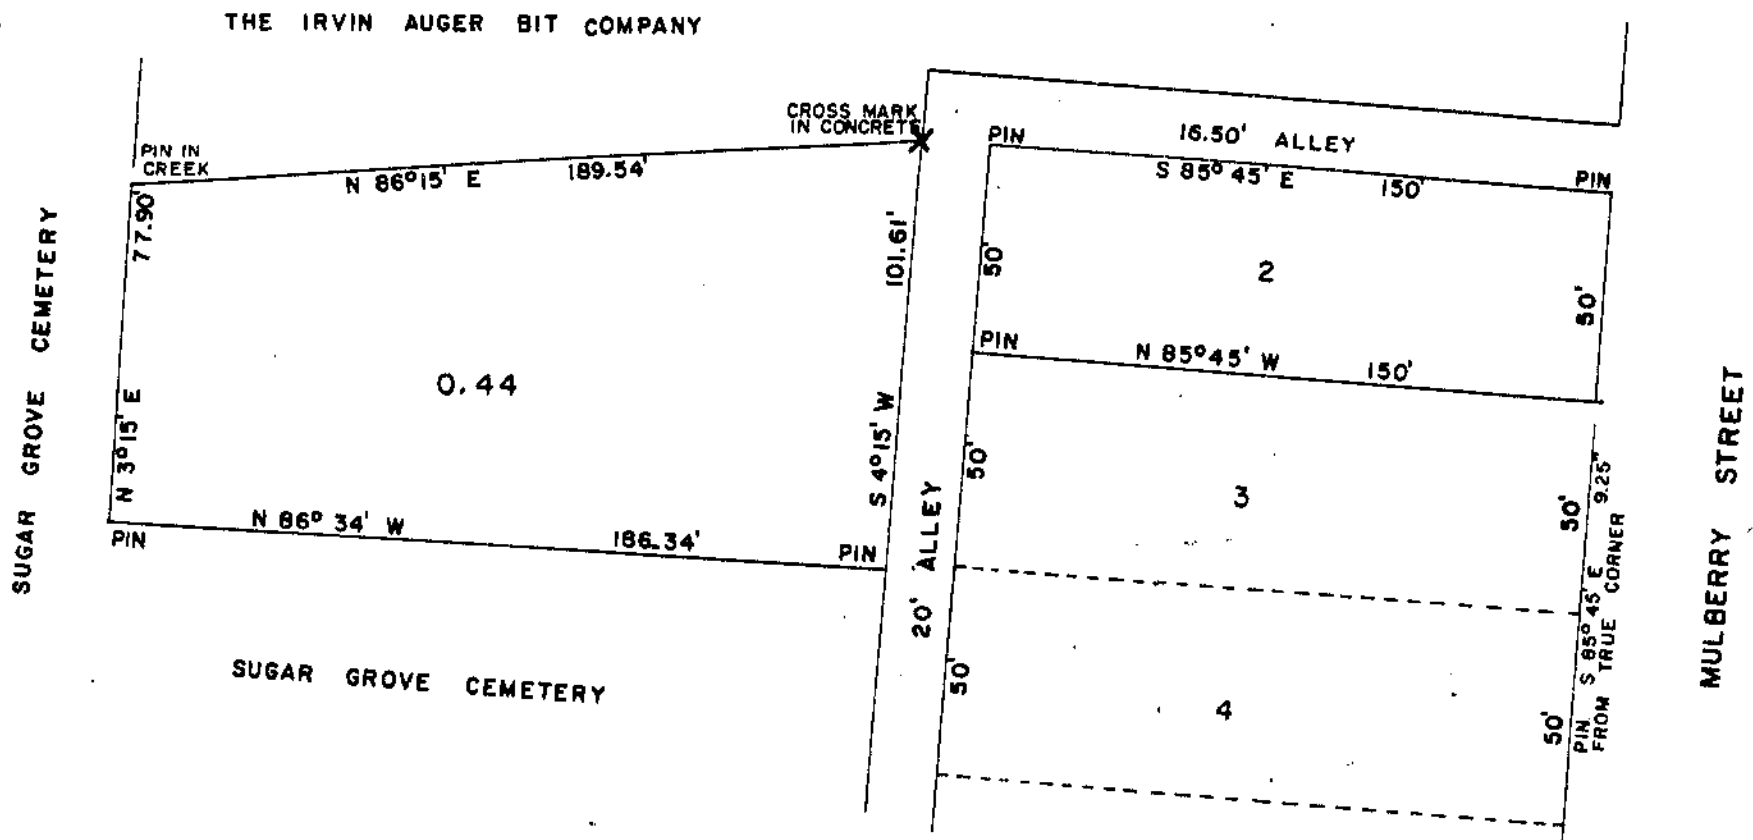 THE IRVIN AUGER BIT COMPANY
CROSS MARK
IN CONCRETE
PIN IN
CREEK
N 86°15' E 189.54'
77.90'
N 3°15' E
SUGAR GROVE CEMETERY
0.44
101.61'
S 4°15' W
N 86° 34' W 186.34'
PIN
PIN
SUGAR GROVE CEMETERY
20' ALLEY
PIN
16.50' ALLEY
S 85° 45' E 150'
PIN
50'
2
50'
PIN
N 85°45' W 150'
50'
3
50'
50'
4
50'
PIN S 85° 45' E 9.25"
FROM TRUE CORNER
MULBERRY STREET